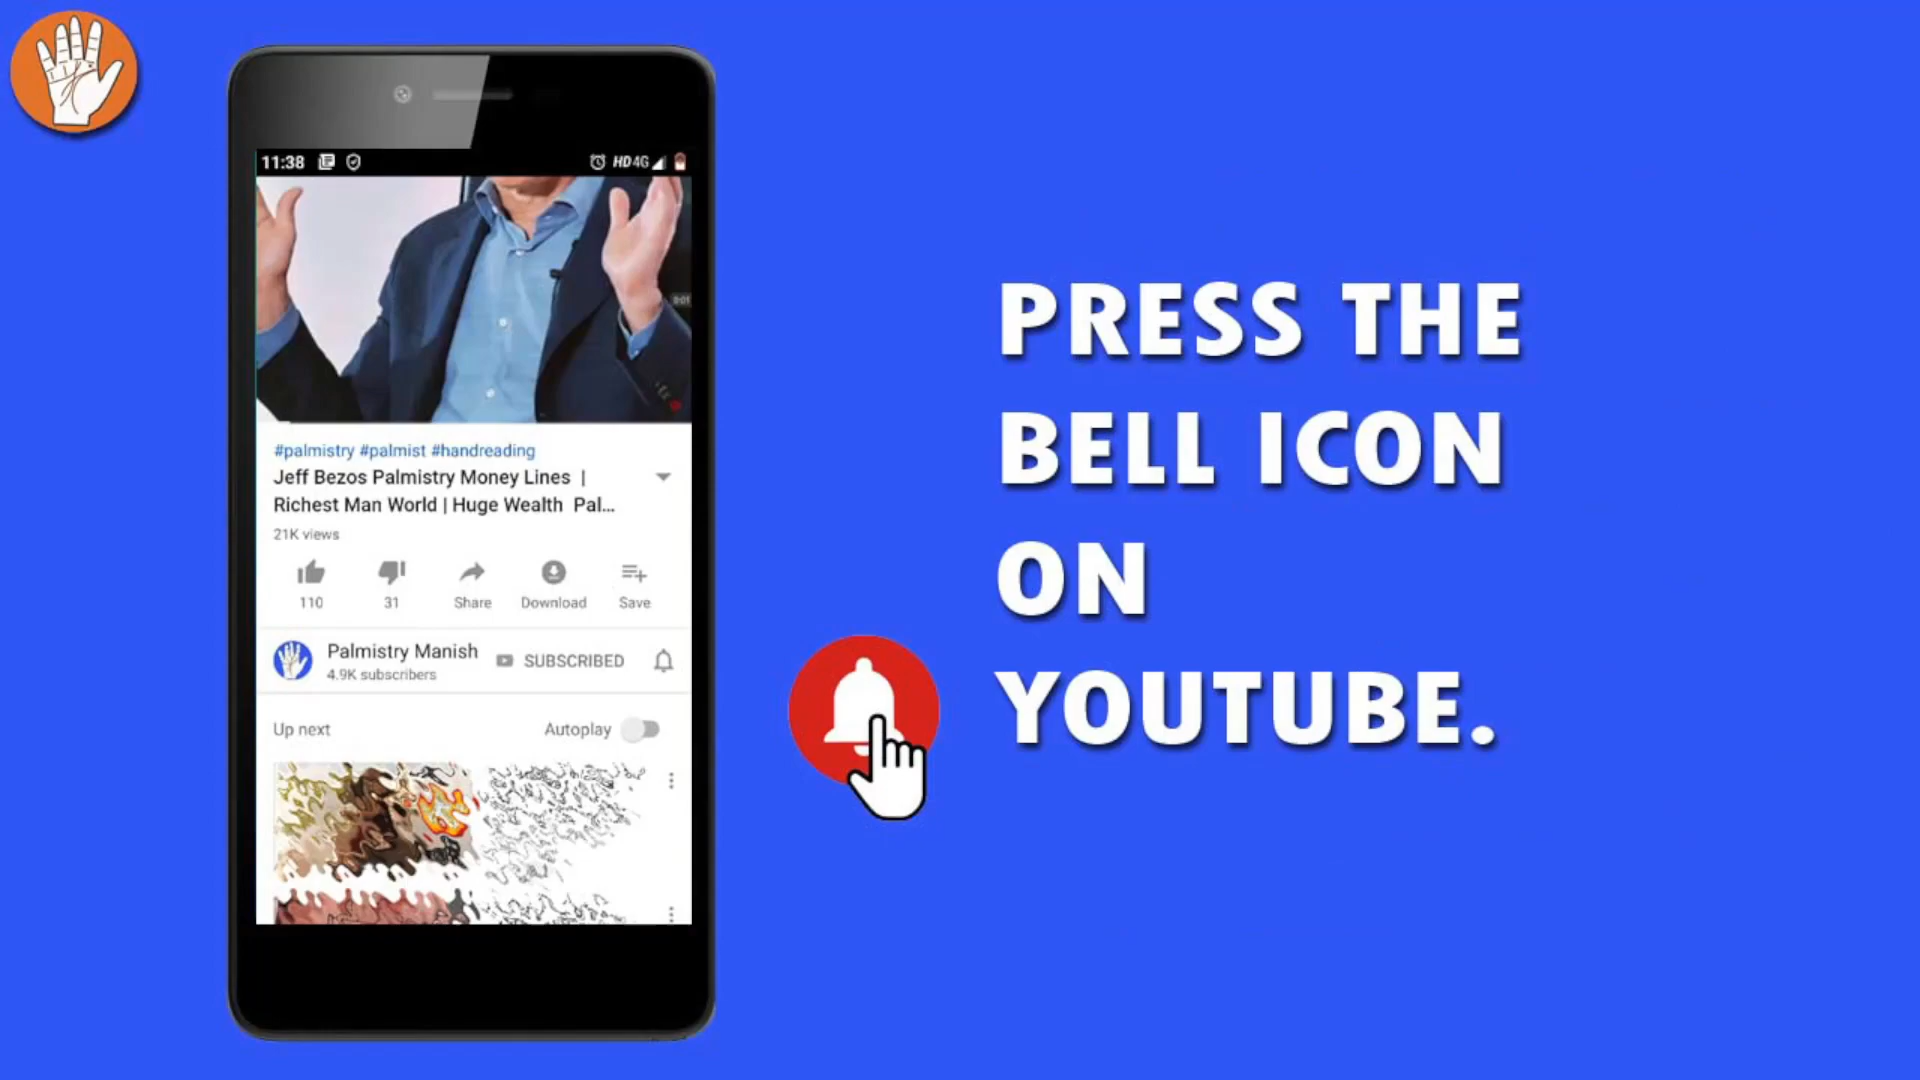 11:38
HD 4G
0:01
#palmistry #palmist #handreading
Jeff Bezos Palmistry Money Lines |
Richest Man World | Huge Wealth Pal...
21K views
110 31 Share Download Save
Palmistry Manish SUBSCRIBED
4.9K subscribers
Up next Autoplay
PRESS THE
BELL ICON
ON
YOUTUBE.